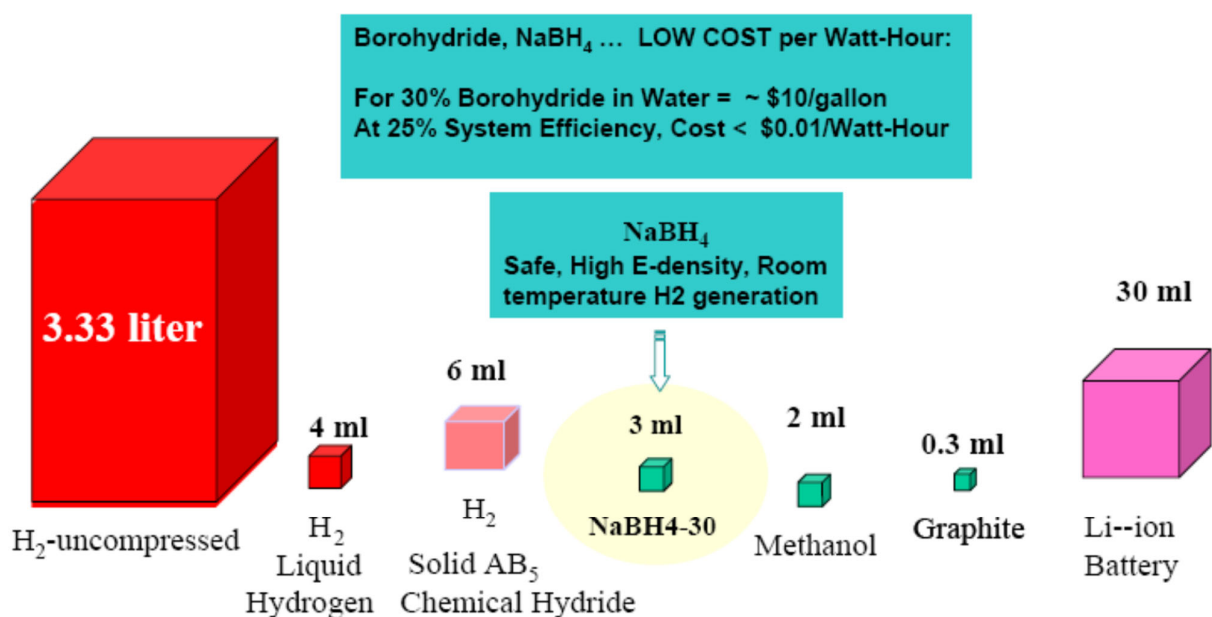 Borohydride, NaBH₄ ... LOW COST per Watt-Hour:
For 30% Borohydride in Water = ~ $10/gallon
At 25% System Efficiency, Cost < $0.01/Watt-Hour
NaBH₄
Safe, High E-density, Room
temperature H2 generation
3.33 liter
H₂-uncompressed
4 ml
H₂
Liquid
Hydrogen
6 ml
H₂
Solid AB₅
Chemical Hydride
3 ml
NaBH4-30
2 ml
Methanol
0.3 ml
Graphite
30 ml
Li--ion
Battery